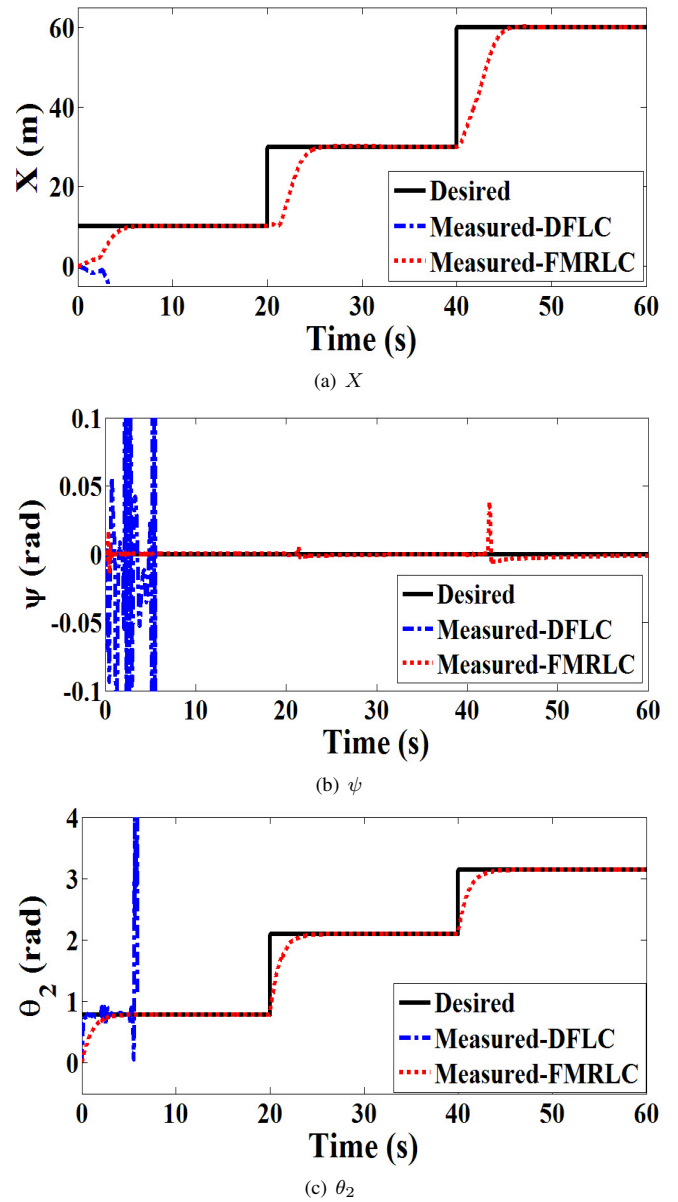 60
40
20
0
X (m)
Desired
Measured-DFLC
Measured-FMRLC
0 10 20 30 40 50 60
Time (s)
(a) X
0.1
0.05
0
-0.05
-0.1
ψ (rad)
Desired
Measured-DFLC
Measured-FMRLC
0 10 20 30 40 50 60
Time (s)
(b) ψ
4
3
2
1
0
θ_2 (rad)
Desired
Measured-DFLC
Measured-FMRLC
0 10 20 30 40 50 60
Time (s)
(c) θ₂